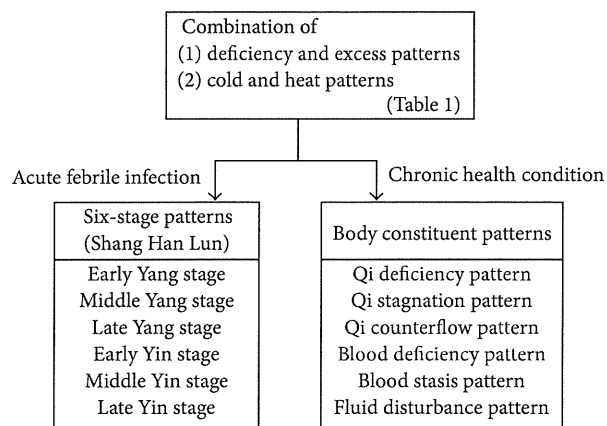 Combination of
(1) deficiency and excess patterns
(2) cold and heat patterns
(Table 1)
Acute febrile infection
Chronic health condition
Six-stage patterns
(Shang Han Lun)
Early Yang stage
Middle Yang stage
Late Yang stage
Early Yin stage
Middle Yin stage
Late Yin stage
Body constituent patterns
Qi deficiency pattern
Qi stagnation pattern
Qi counterflow pattern
Blood deficiency pattern
Blood stasis pattern
Fluid disturbance pattern